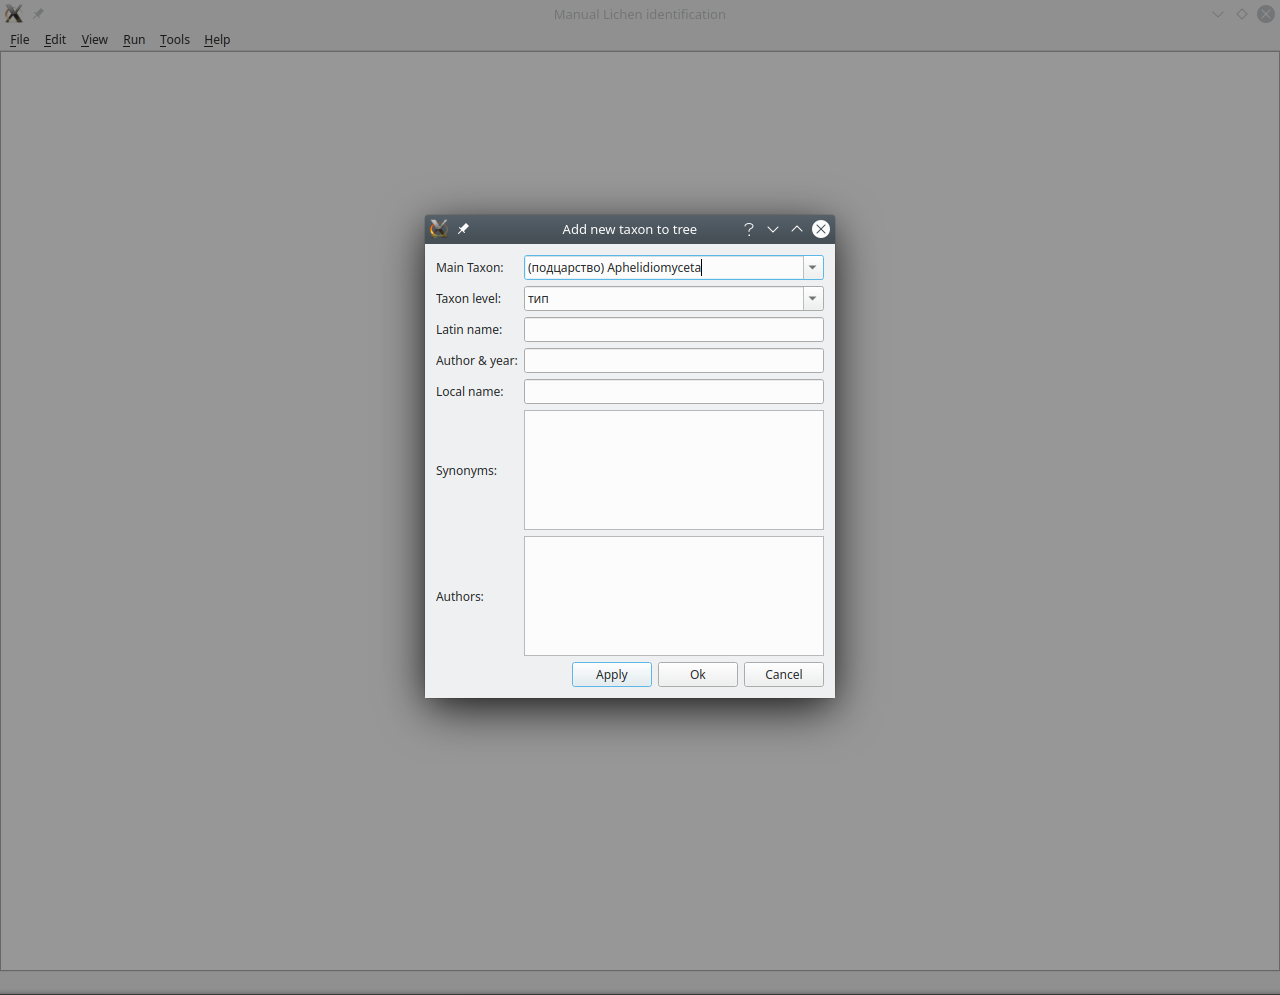 Manual Lichen identification
File Edit View Run Tools Help
Add new taxon to tree
?
Main Taxon: (подцарство) Aphelidiomyceta
Taxon level: тип
Latin name:
Author & year:
Local name:
Synonyms:
Authors:
Apply Ok Cancel